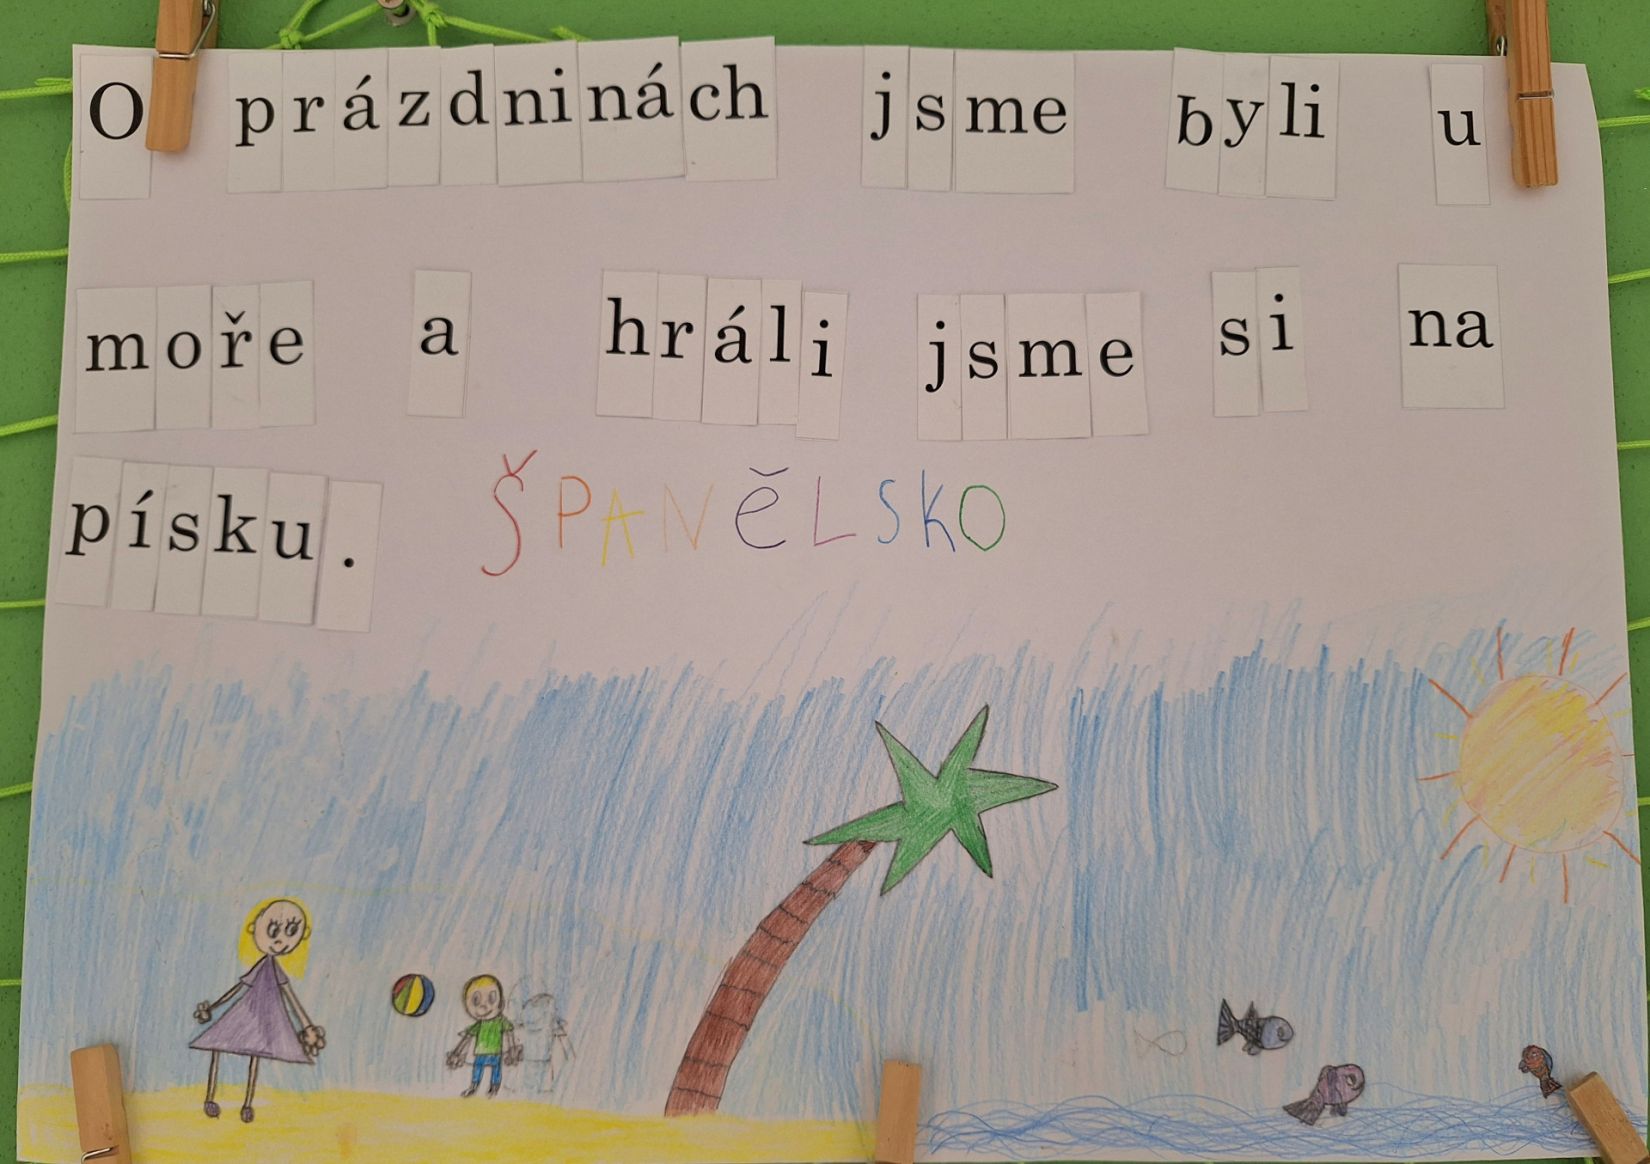 O prázdninách jsme byli u
moře a hráli jsme si na
písku. ŠPANĚLSKO